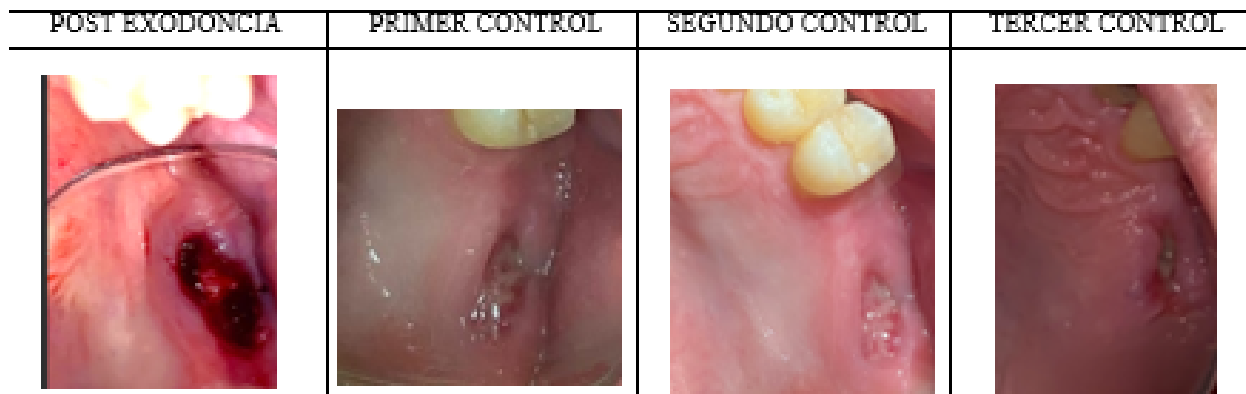 POST EXODONCIA
PRIMER CONTROL
SEGUNDO CONTROL
TERCER CONTROL